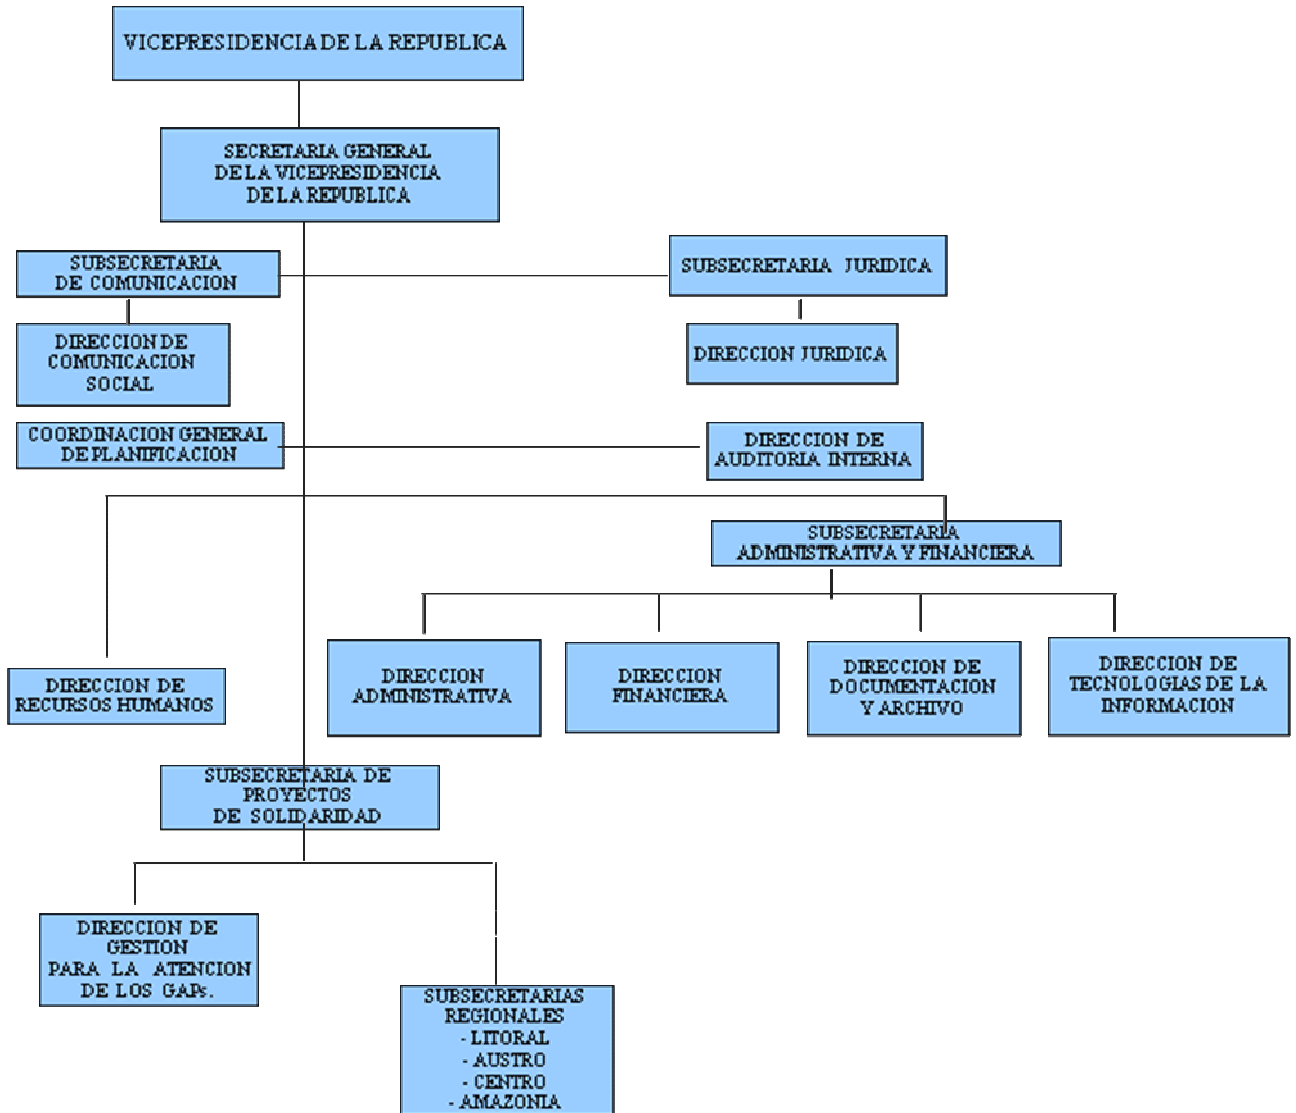 VICEPRESIDENCIA DE LA REPUBLICA
SECRETARIA GENERAL
DE LA VICEPRESIDENCIA
DE LA REPUBLICA
SUBSECRETARIA
DE COMUNICACION
SUBSECRETARIA JURIDICA
DIRECCION DE
COMUNICACION
SOCIAL
DIRECCION JURIDICA
COORDINACION GENERAL
DE PLANIFICACION
DIRECCION DE
AUDITORIA INTERNA
SUBSECRETARIA
ADMINISTRATIVA Y FINANCIERA
DIRECCION DE
RECURSOS HUMANOS
DIRECCION
ADMINISTRATIVA
DIRECCION
FINANCIERA
DIRECCION DE
DOCUMENTACION
Y ARCHIVO
DIRECCION DE
TECNOLOGIAS DE LA
INFORMACION
SUBSECRETARIA DE
PROYECTOS
DE SOLIDARIDAD
DIRECCION DE
GESTION
PARA LA ATENCION
DE LOS GAPs.
SUBSECRETARIAS
REGIONALES
- LITORAL
- AUSTRO
- CENTRO
- AMAZONIA